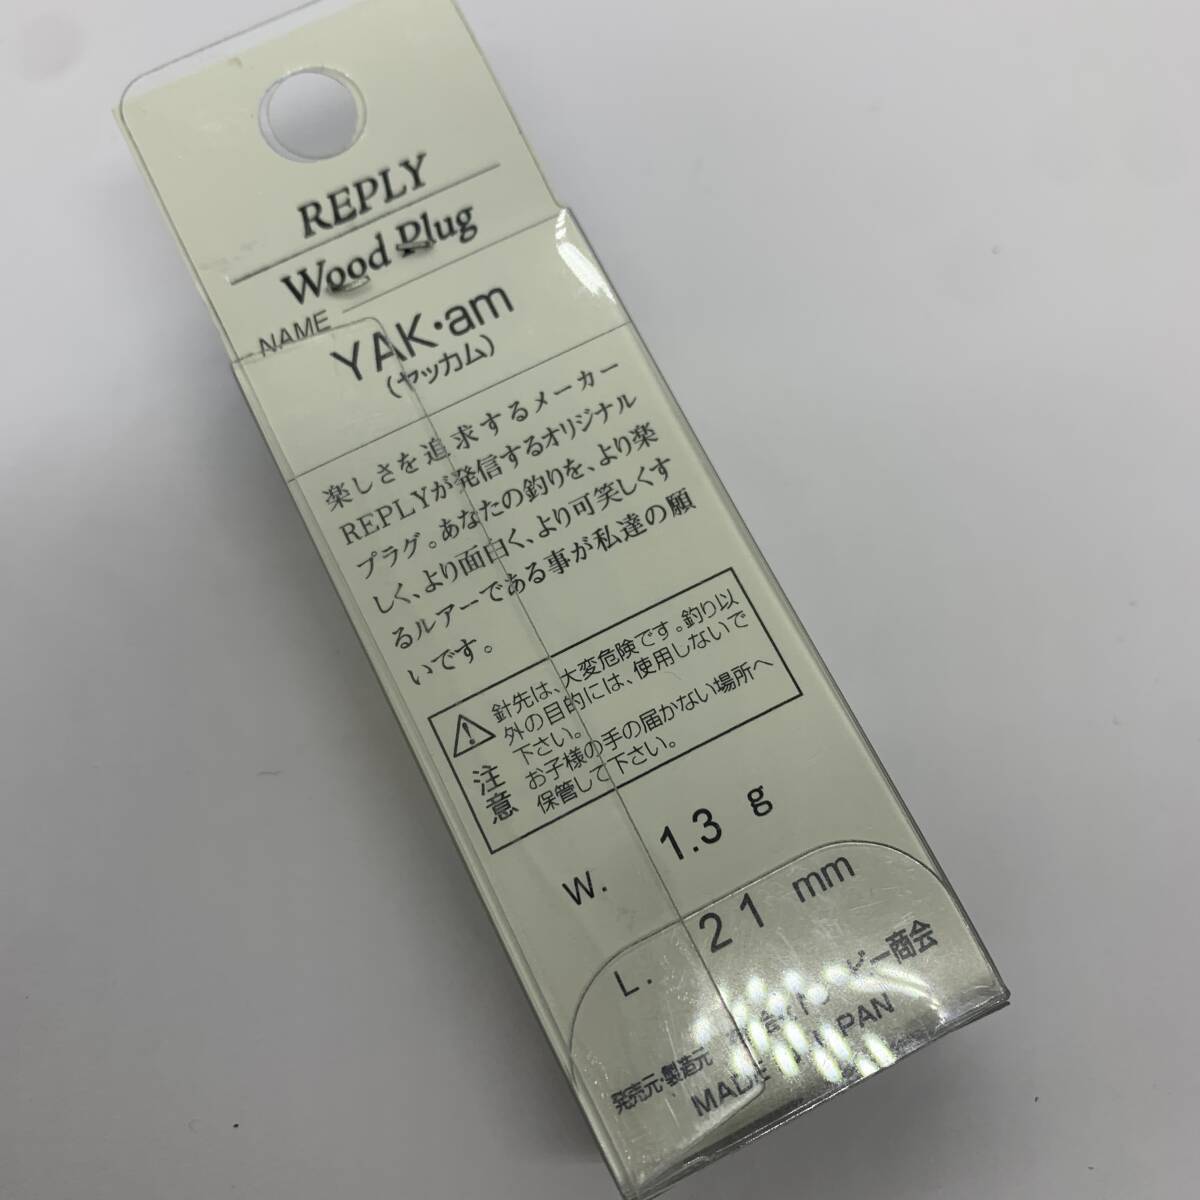 REPLY
Wood Plug
NAME
YAK・am
(ヤッカム)
楽しさを追求するメーカー
REPLYが発信するオリジナル
プラグ。あなたの釣りを、より楽
しく、より面白く、より可笑しくす
るルアーである事が私達の願
いです。
注意
針先は、大変危険です。釣り以
外の目的には、使用しないで
下さい。
お子様の手の届かない場所へ
保管して下さい。
W. 1.3 g
L. 21 mm
発売元・製造元 ビー商会
MADE JAPAN